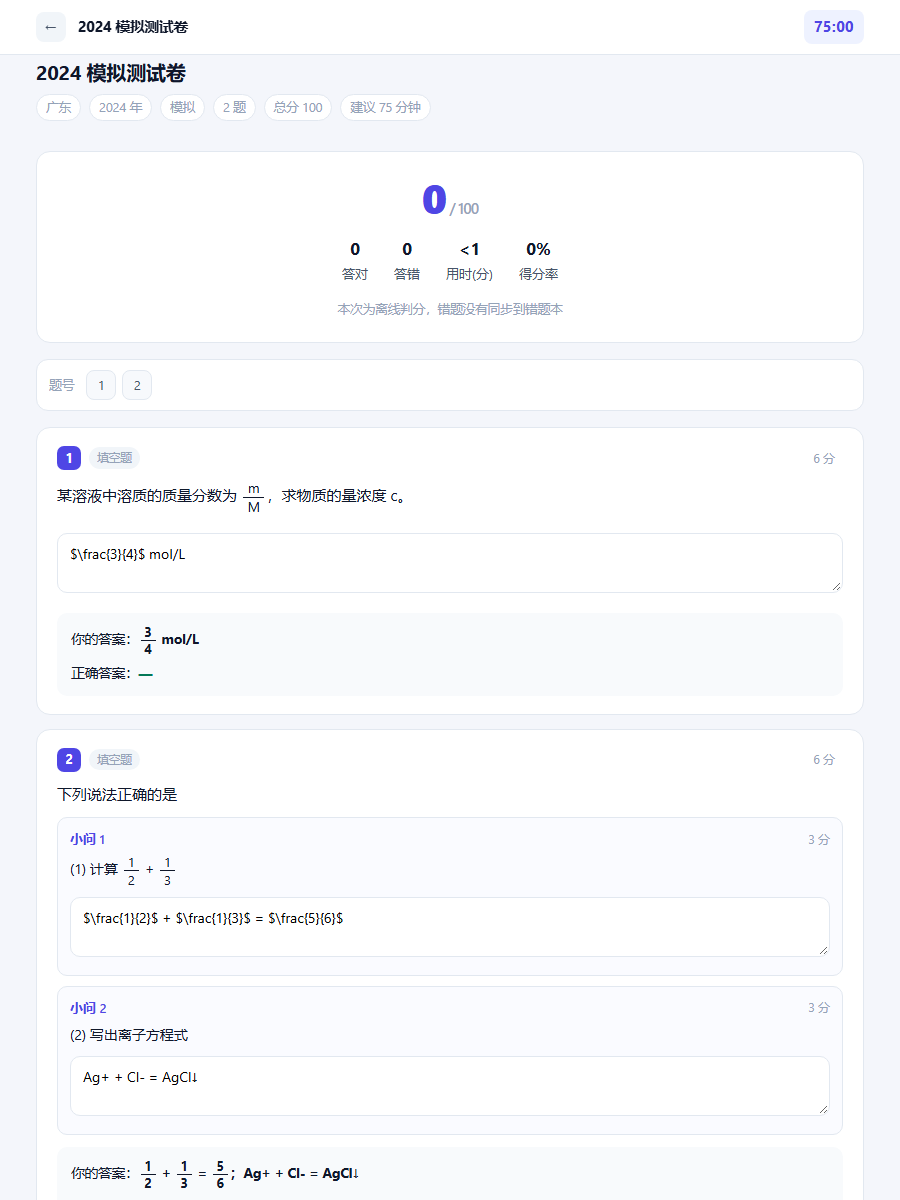 ← 2024 模拟测试卷 75:00
2024 模拟测试卷
广东 2024 年 模拟 2 题 总分 100 建议 75 分钟
0 / 100
0 0 <1 0%
答对 答错 用时(分) 得分率
本次为离线判分，错题没有同步到错题本
题号 1 2
1 填空题 6 分
某溶液中溶质的质量分数为 m/M ，求物质的量浓度 c。
$\frac{3}{4}$ mol/L
你的答案： 3/4 mol/L
正确答案：—
2 填空题 6 分
下列说法正确的是
小问 1 3 分
(1) 计算 1/2 + 1/3
$\frac{1}{2}$ + $\frac{1}{3}$ = $\frac{5}{6}$
小问 2 3 分
(2) 写出离子方程式
Ag+ + Cl- = AgCl↓
你的答案： 1/2 + 1/3 = 5/6 ；Ag+ + Cl- = AgCl↓